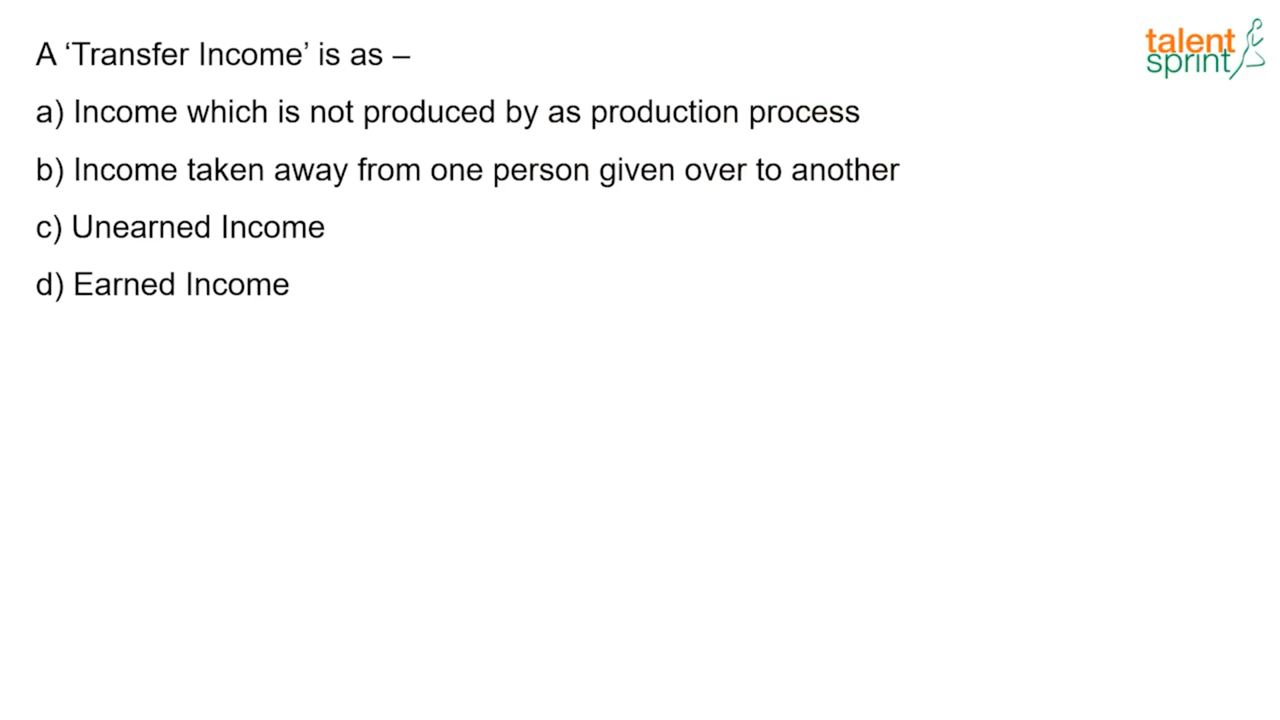 A ‘Transfer Income’ is as –
talent
sprint
a) Income which is not produced by as production process
b) Income taken away from one person given over to another
c) Unearned Income
d) Earned Income